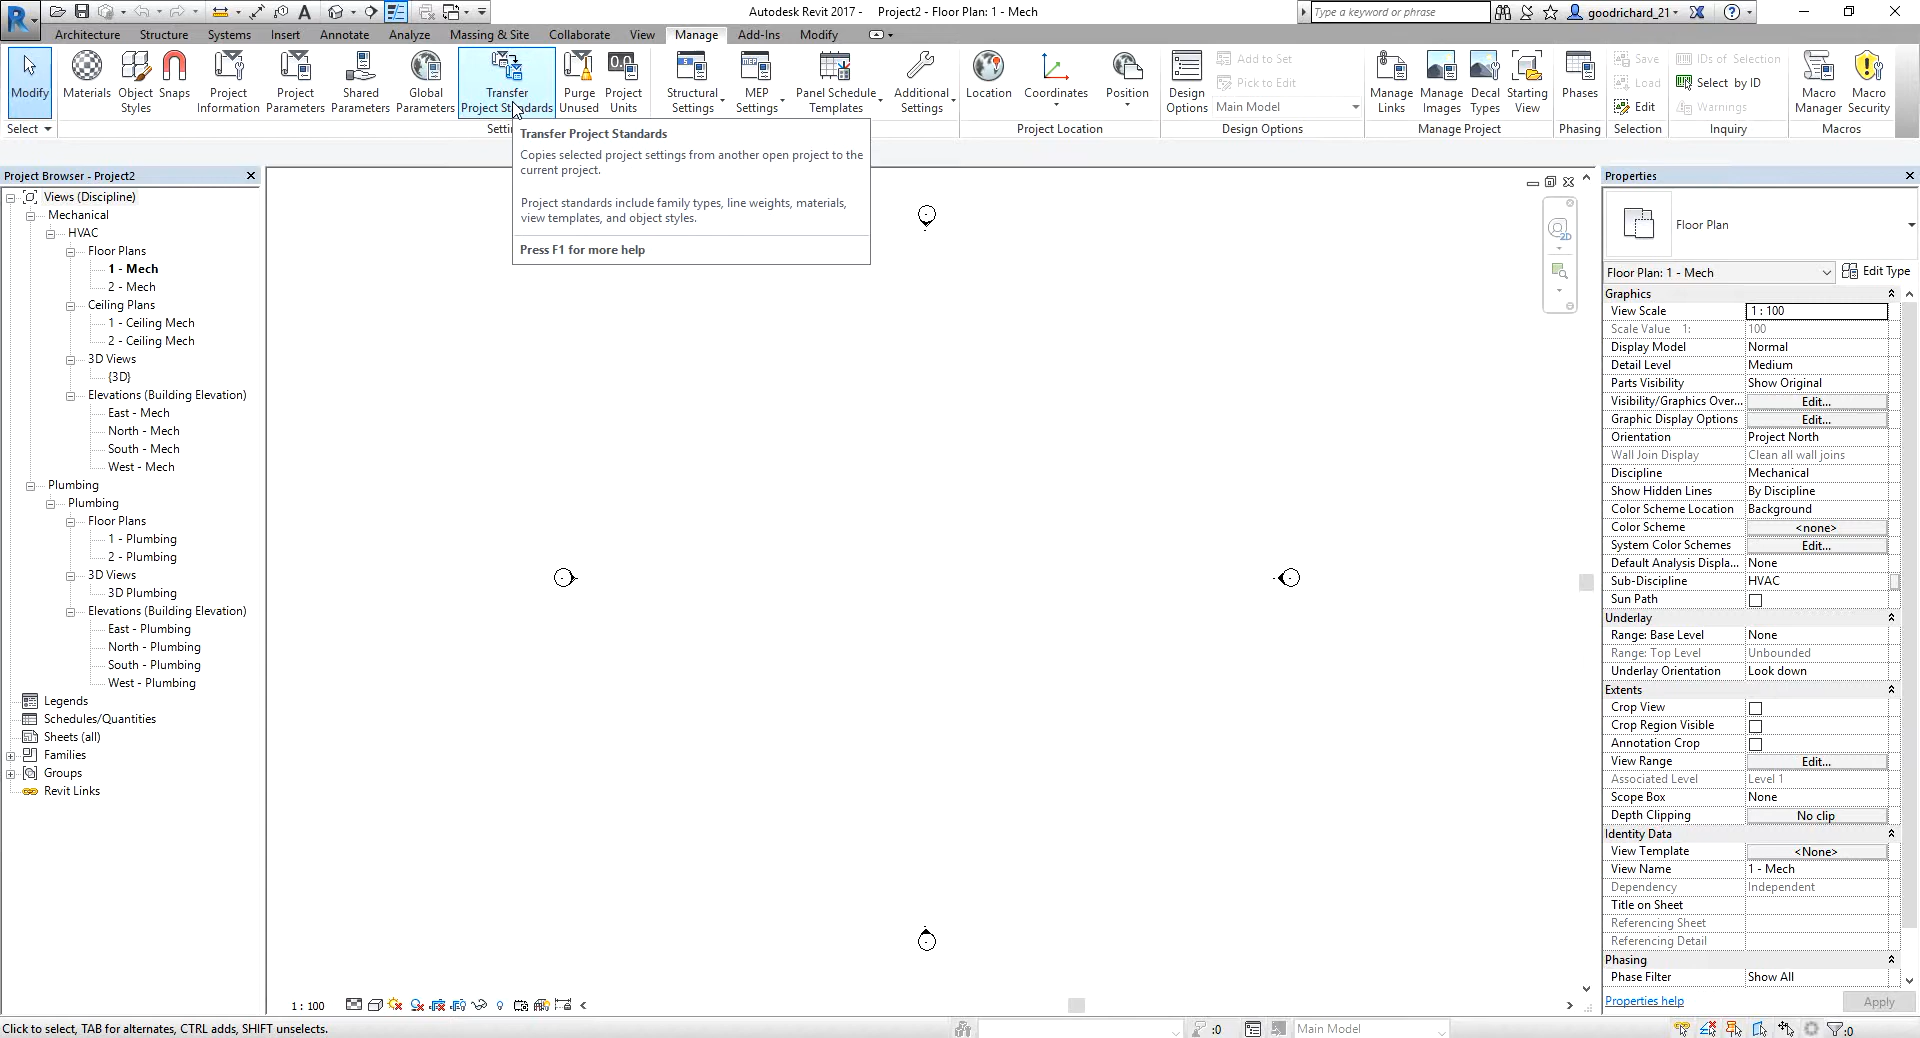 Autodesk Revit 2017 -    Project2 - Floor Plan: 1 - Mech
Type a keyword or phrase
goodrichard_21
Architecture Structure Systems Insert Annotate Analyze Massing & Site Collaborate View Manage Add-Ins Modify
Modify
Materials
Object Styles
Snaps
Project Information
Project Parameters
Shared Parameters
Global Parameters
Transfer Project Standards
Purge Unused
Project Units
Structural Settings
MEP Settings
Panel Schedule Templates
Additional Settings
Location
Coordinates
Position
Design Options
Add to Set
Pick to Edit
Main Model
Manage Links
Manage Images
Decal Types
Starting View
Phases
Save
Load
Edit
IDs of Selection
Select by ID
Warnings
Macro Manager
Macro Security
Select
Setti
Project Location
Design Options
Manage Project
Phasing
Selection
Inquiry
Macros
Transfer Project Standards
Copies selected project settings from another open project to the
current project.
Project standards include family types, line weights, materials,
view templates, and object styles.
Press F1 for more help
Project Browser - Project2
Views (Discipline)
Mechanical
HVAC
Floor Plans
1 - Mech
2 - Mech
Ceiling Plans
1 - Ceiling Mech
2 - Ceiling Mech
3D Views
{3D}
Elevations (Building Elevation)
East - Mech
North - Mech
South - Mech
West - Mech
Plumbing
Plumbing
Floor Plans
1 - Plumbing
2 - Plumbing
3D Views
3D Plumbing
Elevations (Building Elevation)
East - Plumbing
North - Plumbing
South - Plumbing
West - Plumbing
Legends
Schedules/Quantities
Sheets (all)
Families
Groups
Revit Links
2D
Properties
Floor Plan
Floor Plan: 1 - Mech Edit Type
Graphics
View Scale 1 : 100
Scale Value 1: 100
Display Model Normal
Detail Level Medium
Parts Visibility Show Original
Visibility/Graphics Over... Edit...
Graphic Display Options Edit...
Orientation Project North
Wall Join Display Clean all wall joins
Discipline Mechanical
Show Hidden Lines By Discipline
Color Scheme Location Background
Color Scheme <none>
System Color Schemes Edit...
Default Analysis Displa... None
Sub-Discipline HVAC
Sun Path
Underlay
Range: Base Level None
Range: Top Level Unbounded
Underlay Orientation Look down
Extents
Crop View
Crop Region Visible
Annotation Crop
View Range Edit...
Associated Level Level 1
Scope Box None
Depth Clipping No clip
Identity Data
View Template <None>
View Name 1 - Mech
Dependency Independent
Title on Sheet
Referencing Sheet
Referencing Detail
Phasing
Phase Filter Show All
Properties help Apply
1 : 100
Click to select, TAB for alternates, CTRL adds, SHIFT unselects.
:0
Main Model
:0